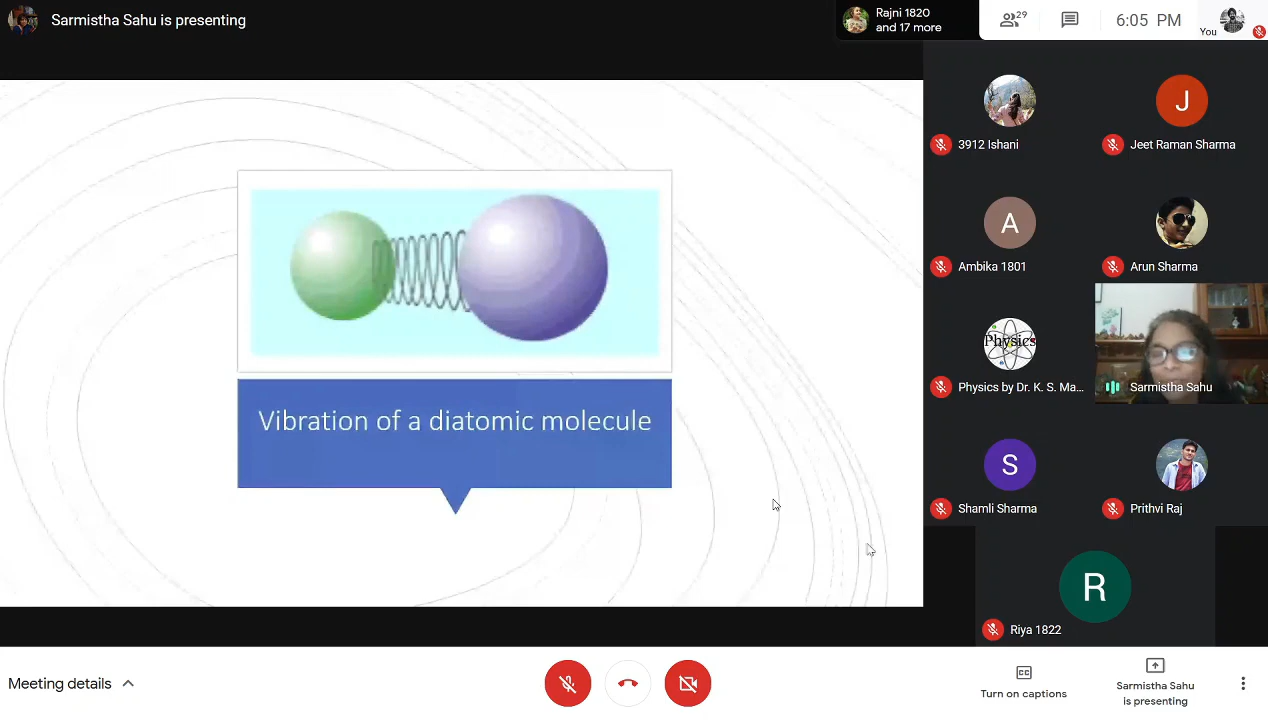 Sarmistha Sahu is presenting
Rajni 1820
and 17 more
29
6:05 PM
You
3912 Ishani
J
Jeet Raman Sharma
A
Ambika 1801
Arun Sharma
Physics
Physics by Dr. K. S. Ma...
Sarmistha Sahu
S
Shamli Sharma
Prithvi Raj
R
Riya 1822
Vibration of a diatomic molecule
Meeting details
CC
Turn on captions
Sarmistha Sahu
is presenting